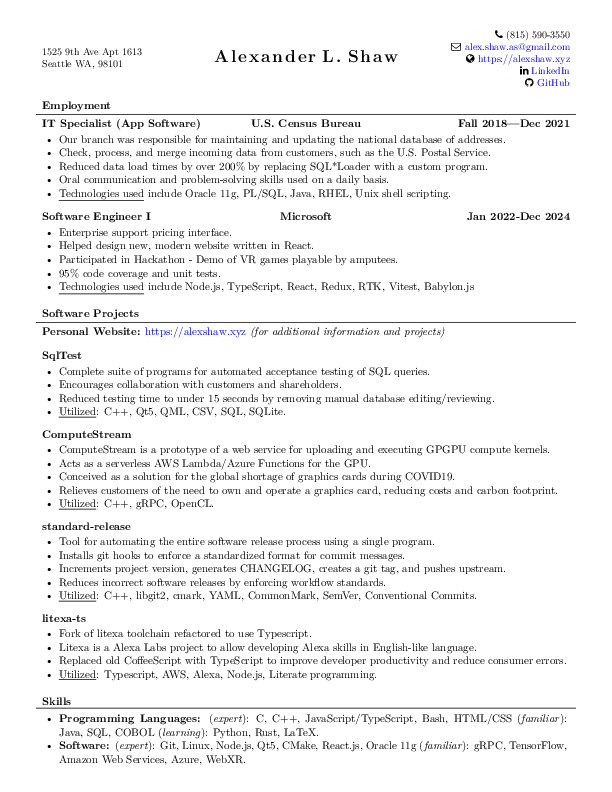 1525 9th Ave Apt 1613
Seattle WA, 98101
Alexander L. Shaw
(815) 590-3550
alex.shaw.as@gmail.com
https://alexshaw.xyz
LinkedIn
GitHub
Employment
IT Specialist (App Software) U.S. Census Bureau Fall 2018—Dec 2021
• Our branch was responsible for maintaining and updating the national database of addresses.
• Check, process, and merge incoming data from customers, such as the U.S. Postal Service.
• Reduced data load times by over 200% by replacing SQL*Loader with a custom program.
• Oral communication and problem-solving skills used on a daily basis.
• Technologies used include Oracle 11g, PL/SQL, Java, RHEL, Unix shell scripting.
Software Engineer I Microsoft Jan 2022-Dec 2024
• Enterprise support pricing interface.
• Helped design new, modern website written in React.
• Participated in Hackathon - Demo of VR games playable by amputees.
• 95% code coverage and unit tests.
• Technologies used include Node.js, TypeScript, React, Redux, RTK, Vitest, Babylon.js
Software Projects
Personal Website: https://alexshaw.xyz (for additional information and projects)
SqlTest
• Complete suite of programs for automated acceptance testing of SQL queries.
• Encourages collaboration with customers and shareholders.
• Reduced testing time to under 15 seconds by removing manual database editing/reviewing.
• Utilized: C++, Qt5, QML, CSV, SQL, SQLite.
ComputeStream
• ComputeStream is a prototype of a web service for uploading and executing GPGPU compute kernels.
• Acts as a serverless AWS Lambda/Azure Functions for the GPU.
• Conceived as a solution for the global shortage of graphics cards during COVID19.
• Relieves customers of the need to own and operate a graphics card, reducing costs and carbon footprint.
• Utilized: C++, gRPC, OpenCL.
standard-release
• Tool for automating the entire software release process using a single program.
• Installs git hooks to enforce a standardized format for commit messages.
• Increments project version, generates CHANGELOG, creates a git tag, and pushes upstream.
• Reduces incorrect software releases by enforcing workflow standards.
• Utilized: C++, libgit2, cmark, YAML, CommonMark, SemVer, Conventional Commits.
litexa-ts
• Fork of litexa toolchain refactored to use Typescript.
• Litexa is a Alexa Labs project to allow developing Alexa skills in English-like language.
• Replaced old CoffeeScript with TypeScript to improve developer productivity and reduce consumer errors.
• Utilized: Typescript, AWS, Alexa, Node.js, Literate programming.
Skills
• Programming Languages: (expert): C, C++, JavaScript/TypeScript, Bash, HTML/CSS (familiar):
Java, SQL, COBOL (learning): Python, Rust, LaTeX.
• Software: (expert): Git, Linux, Node.js, Qt5, CMake, React.js, Oracle 11g (familiar): gRPC, TensorFlow,
Amazon Web Services, Azure, WebXR.